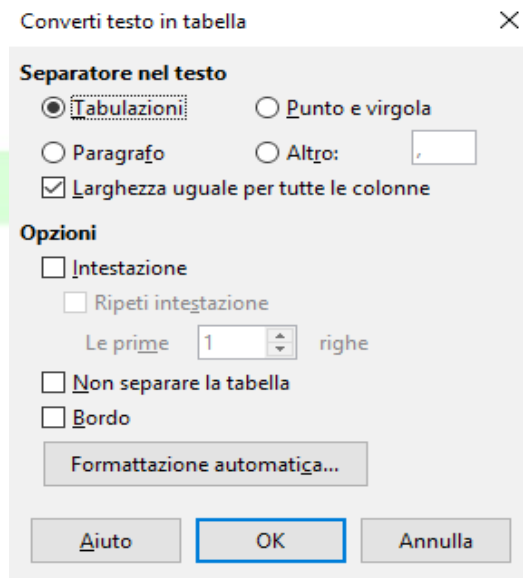 Converti testo in tabella
Separatore nel testo
Tabulazioni Punto e virgola
Paragrafo Altro: ,
Larghezza uguale per tutte le colonne
Opzioni
Intestazione
Ripeti intestazione
Le prime 1 righe
Non separare la tabella
Bordo
Formattazione automatica...
Aiuto OK Annulla